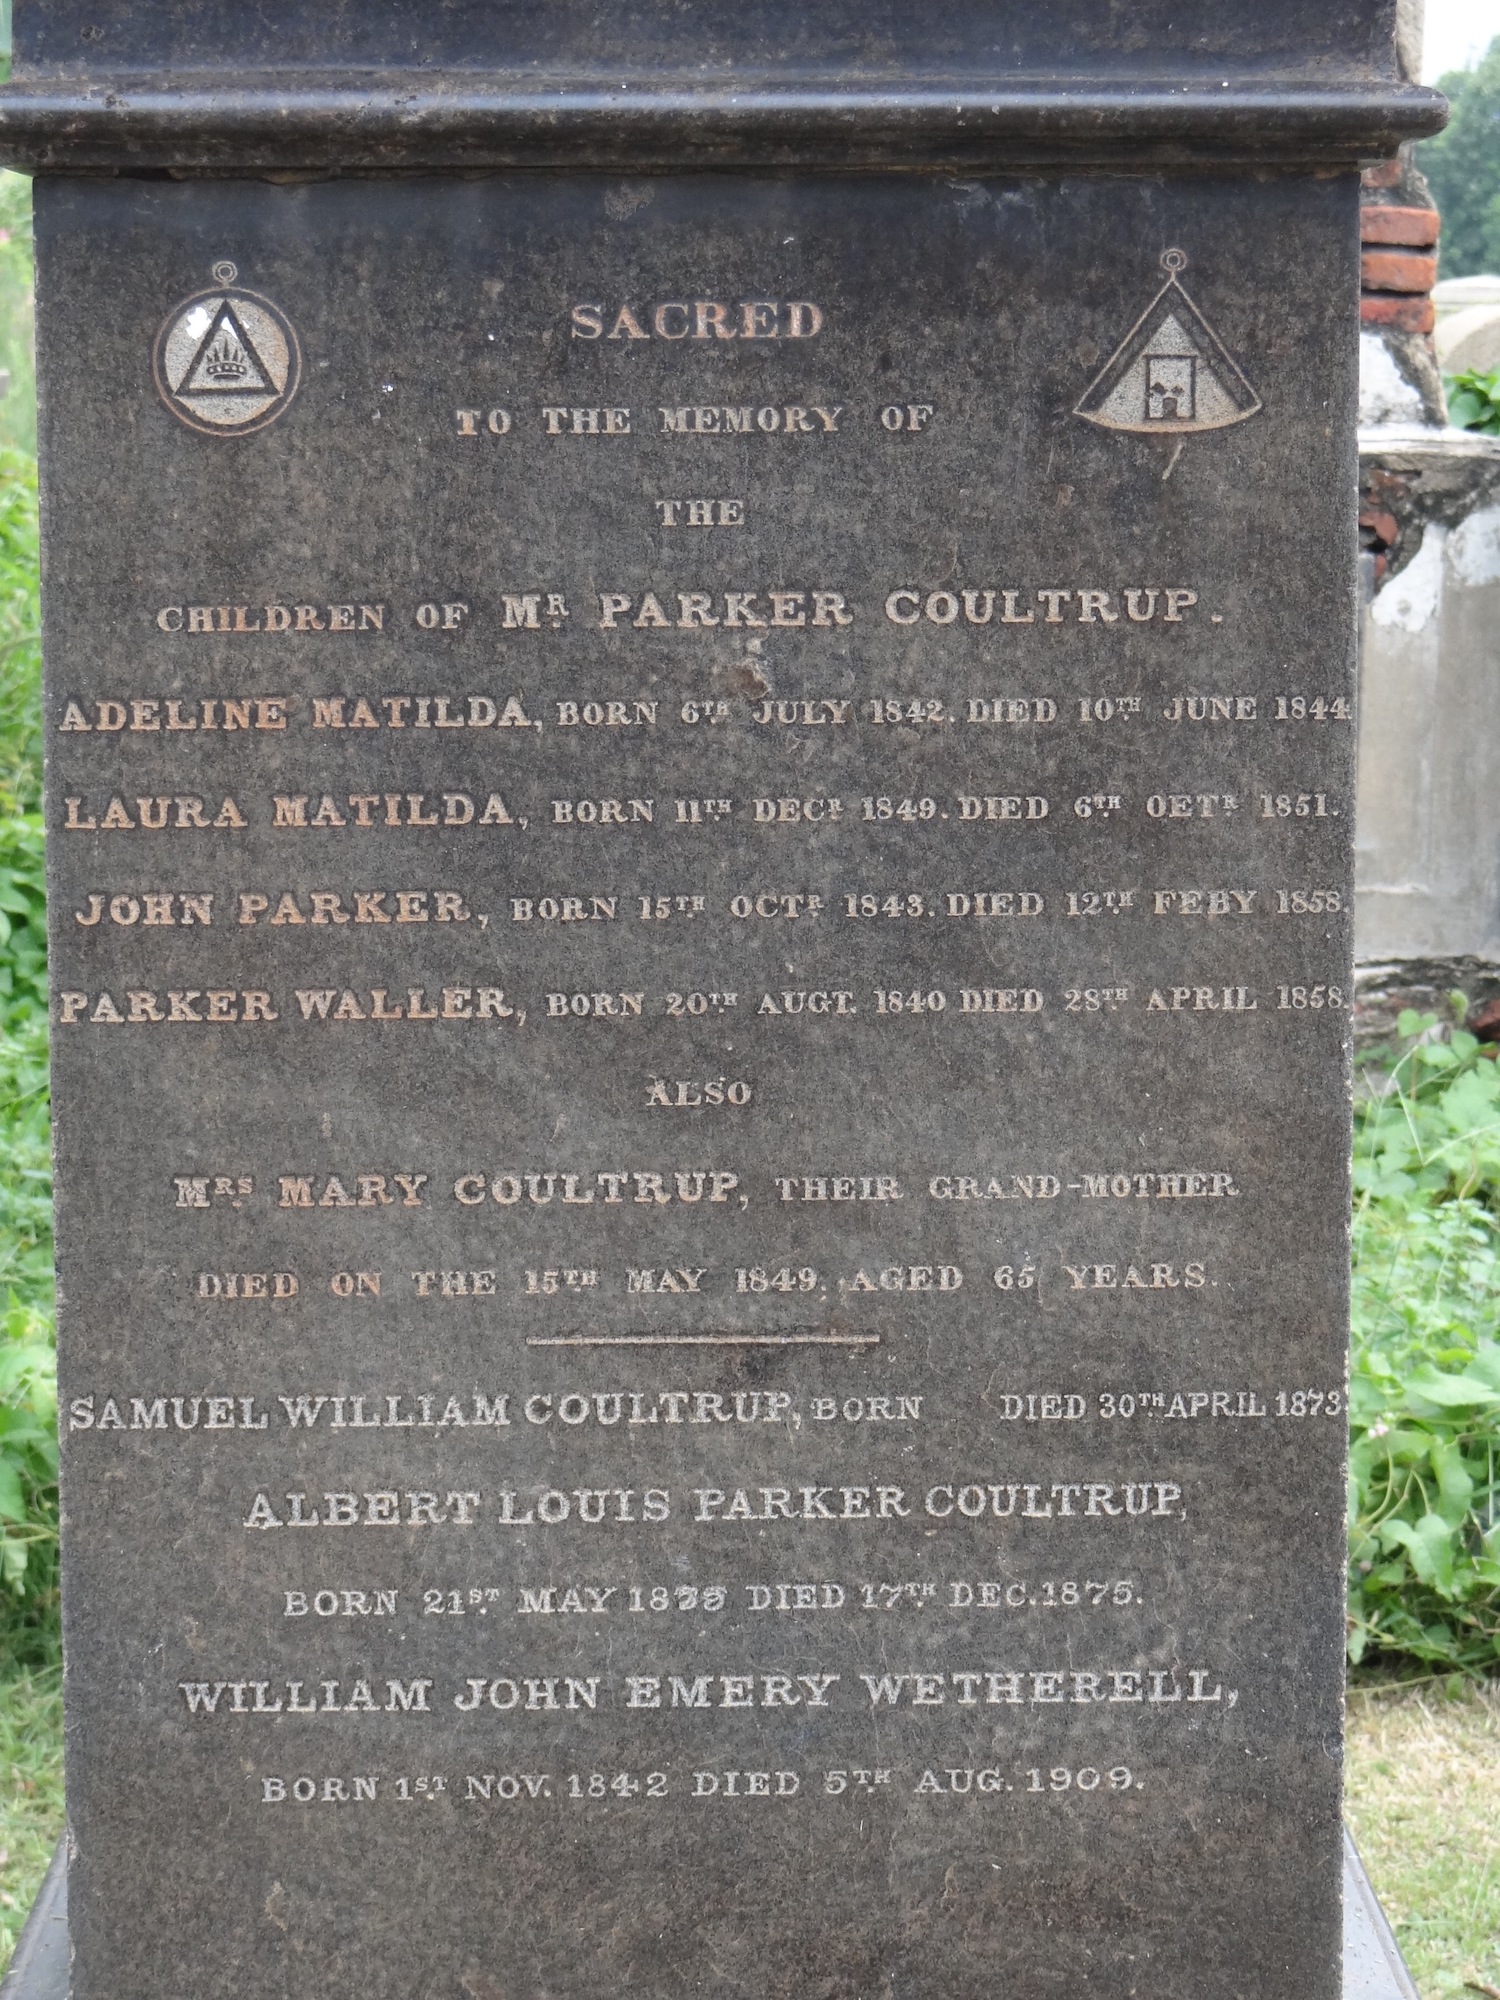 SACRED
TO THE MEMORY OF
THE
CHILDREN OF MR PARKER COULTRUP.
ADELINE MATILDA, BORN 6TH JULY 1842. DIED 10TH JUNE 1844
LAURA MATILDA, BORN 11TH DECR 1849. DIED 6TH OETR 1851.
JOHN PARKER, BORN 15TH OCTR 1843. DIED 12TH FEBY 1858.
PARKER WALLER, BORN 20TH AUGT. 1840 DIED 28TH APRIL 1858.
ALSO
MRS MARY COULTRUP, THEIR GRAND-MOTHER
DIED ON THE 15TH MAY 1849. AGED 65 YEARS.
SAMUEL WILLIAM COULTRUP, BORN DIED 30TH APRIL 1873.
ALBERT LOUIS PARKER COULTRUP,
BORN 21ST MAY DIED 17TH DEC. 1875.
WILLIAM JOHN EMERY WETHERELL,
BORN 1ST NOV. 1842 DIED 5TH AUG. 1909.